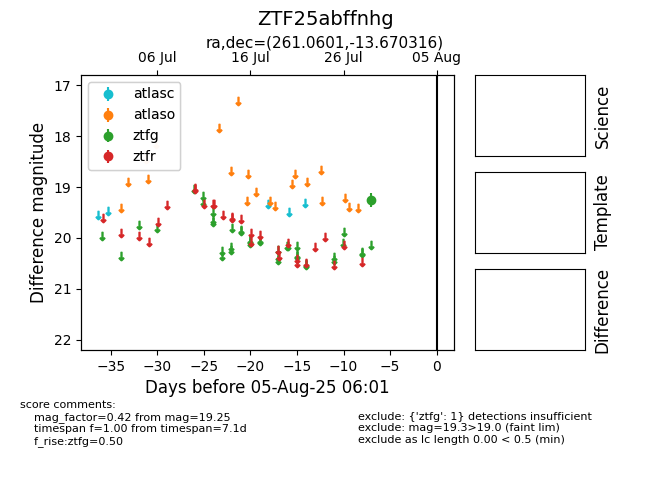 ZTF25abffnhg
ra,dec=(261.0601,-13.670316)
06 Jul 16 Jul 26 Jul 05 Aug
17
18
19
20
21
22
Difference magnitude
atlasc
atlaso
ztfg
ztfr
−35 −30 −25 −20 −15 −10 −5 0
Days before 05-Aug-25 06:01
Science
Template
Difference
score comments:
mag_factor=0.42 from mag=19.25
timespan f=1.00 from timespan=7.1d
f_rise:ztfg=0.50
exclude: {'ztfg': 1} detections insufficient
exclude: mag=19.3>19.0 (faint lim)
exclude as lc length 0.00 < 0.5 (min)